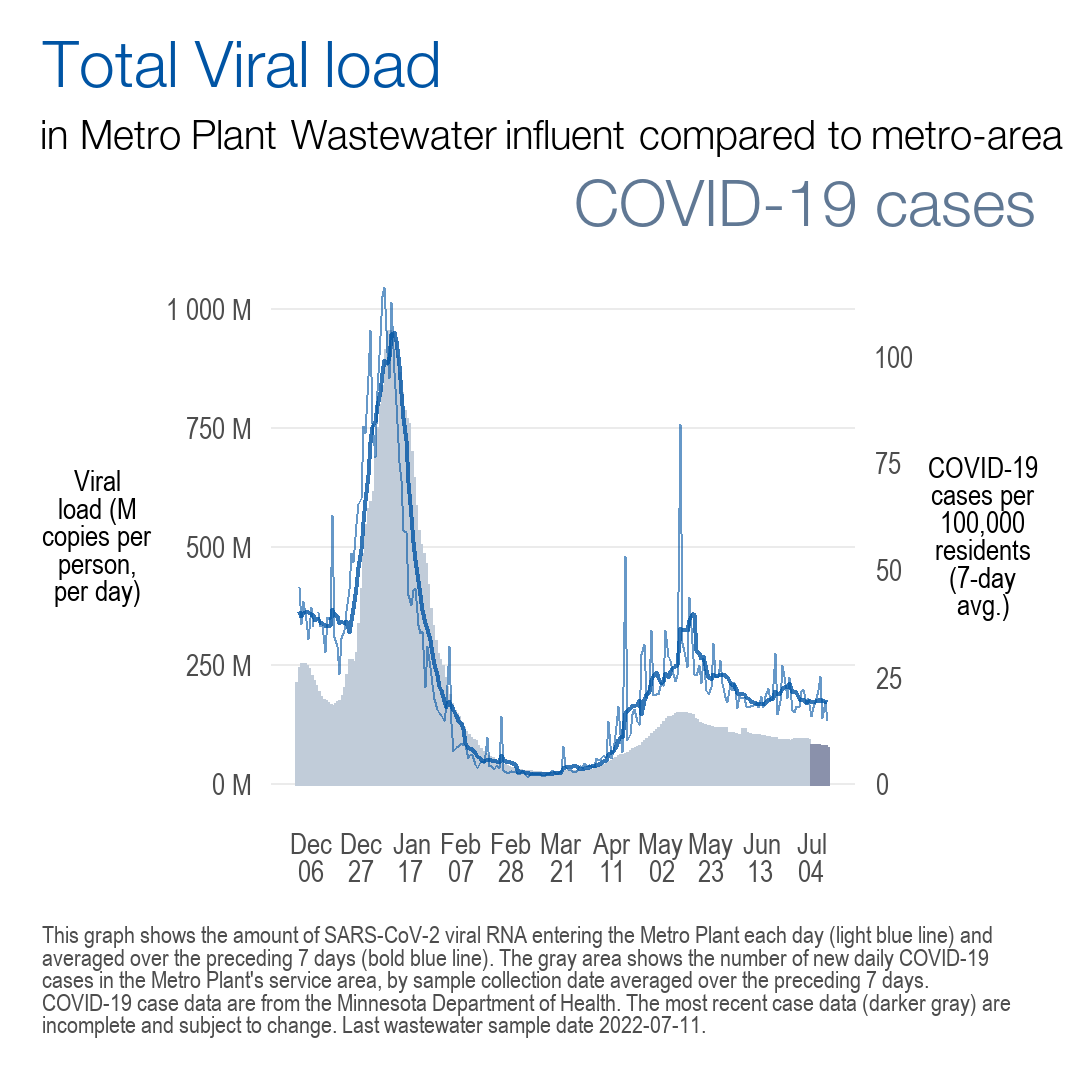 Total Viral load
in Metro Plant Wastewater influent compared to metro-area
COVID-19 cases
1 000 M
750 M
500 M
250 M
0 M
Viral
load (M
copies per
person,
per day)
100
75
50
25
0
COVID-19
cases per
100,000
residents
(7-day
avg.)
Dec Dec Jan Feb Feb Mar Apr May May Jun Jul
06 27 17 07 28 21 11 02 23 13 04
This graph shows the amount of SARS-CoV-2 viral RNA entering the Metro Plant each day (light blue line) and
averaged over the preceding 7 days (bold blue line). The gray area shows the number of new daily COVID-19
cases in the Metro Plant's service area, by sample collection date averaged over the preceding 7 days.
COVID-19 case data are from the Minnesota Department of Health. The most recent case data (darker gray) are
incomplete and subject to change. Last wastewater sample date 2022-07-11.